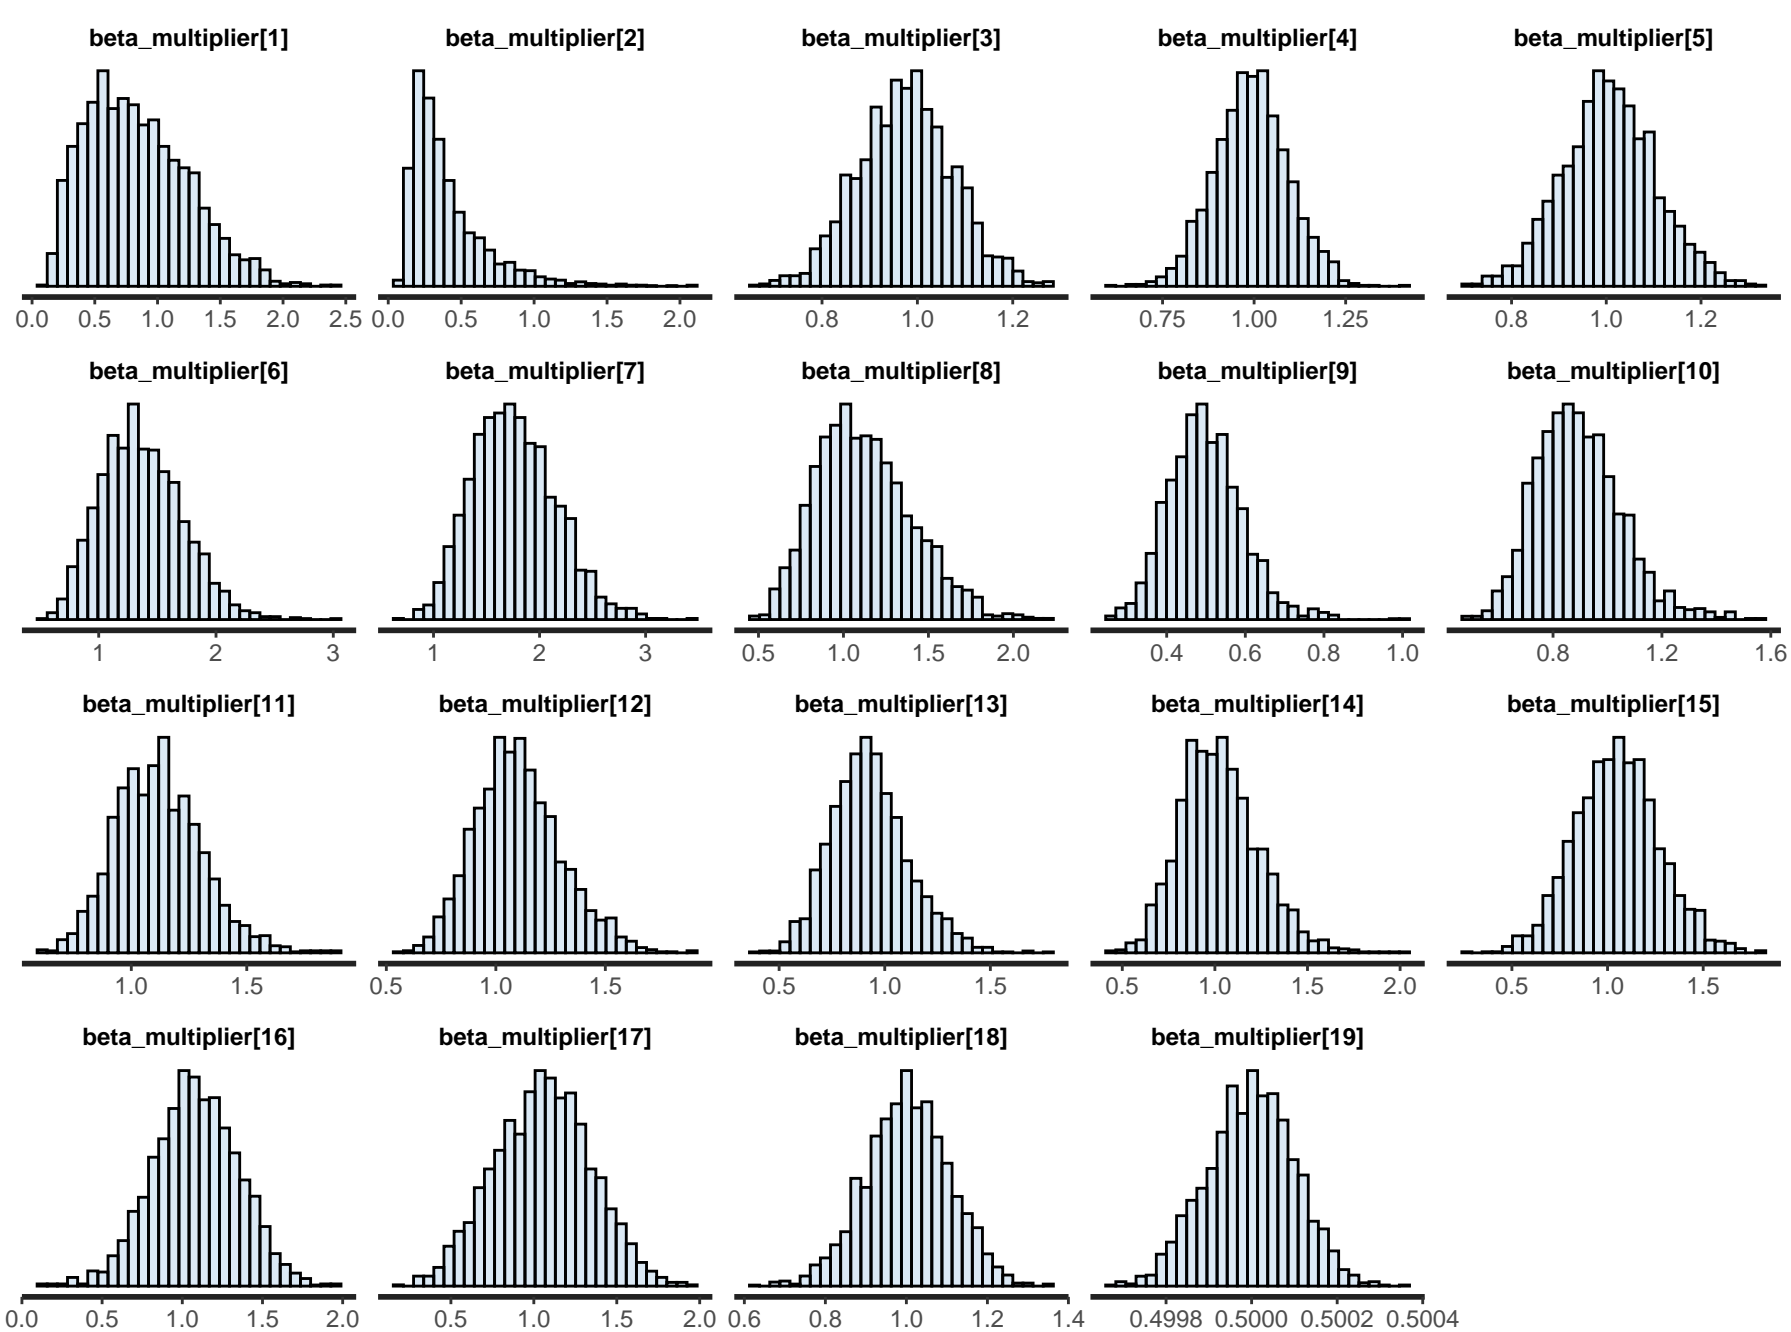 beta_multiplier[1] beta_multiplier[2] beta_multiplier[3] beta_multiplier[4] beta_multiplier[5]
0.0 0.5 1.0 1.5 2.0 2.5 0.0 0.5 1.0 1.5 2.0 0.8 1.0 1.2 0.75 1.00 1.25 0.8 1.0 1.2
beta_multiplier[6] beta_multiplier[7] beta_multiplier[8] beta_multiplier[9] beta_multiplier[10]
1 2 3 1 2 3 0.5 1.0 1.5 2.0 0.4 0.6 0.8 1.0 0.8 1.2 1.6
beta_multiplier[11] beta_multiplier[12] beta_multiplier[13] beta_multiplier[14] beta_multiplier[15]
1.0 1.5 0.5 1.0 1.5 0.5 1.0 1.5 0.5 1.0 1.5 2.0 0.5 1.0 1.5
beta_multiplier[16] beta_multiplier[17] beta_multiplier[18] beta_multiplier[19]
0.0 0.5 1.0 1.5 2.0 0.5 1.0 1.5 2.0 0.6 0.8 1.0 1.2 1.4 0.4998 0.5000 0.5002 0.5004